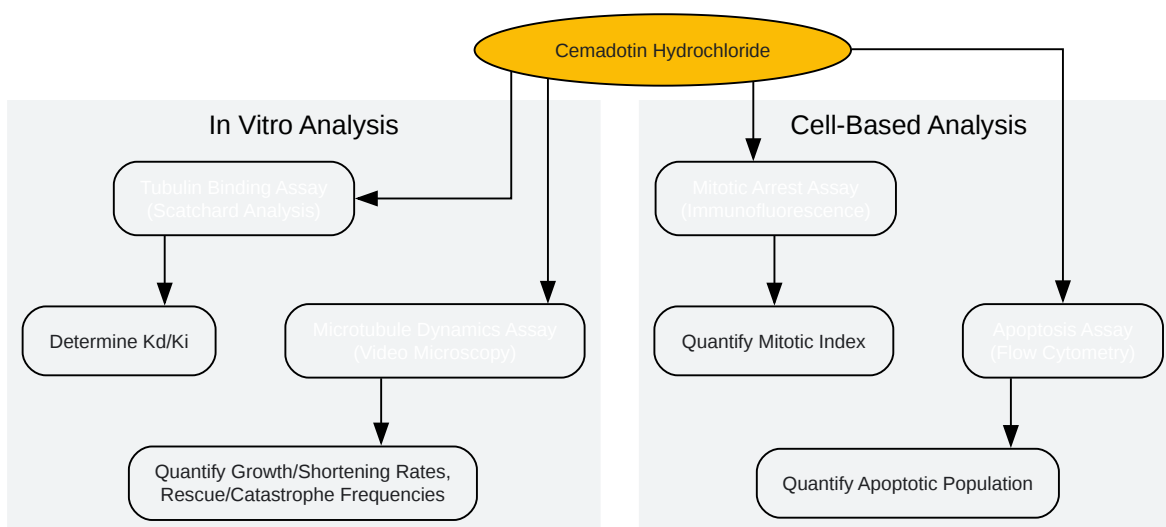 Cemadotin Hydrochloride
In Vitro Analysis
Tubulin Binding Assay
(Scatchard Analysis)
Determine Kd/Ki
Microtubule Dynamics Assay
(Video Microscopy)
Quantify Growth/Shortening Rates,
Rescue/Catastrophe Frequencies
Cell-Based Analysis
Mitotic Arrest Assay
(Immunofluorescence)
Quantify Mitotic Index
Apoptosis Assay
(Flow Cytometry)
Quantify Apoptotic Population